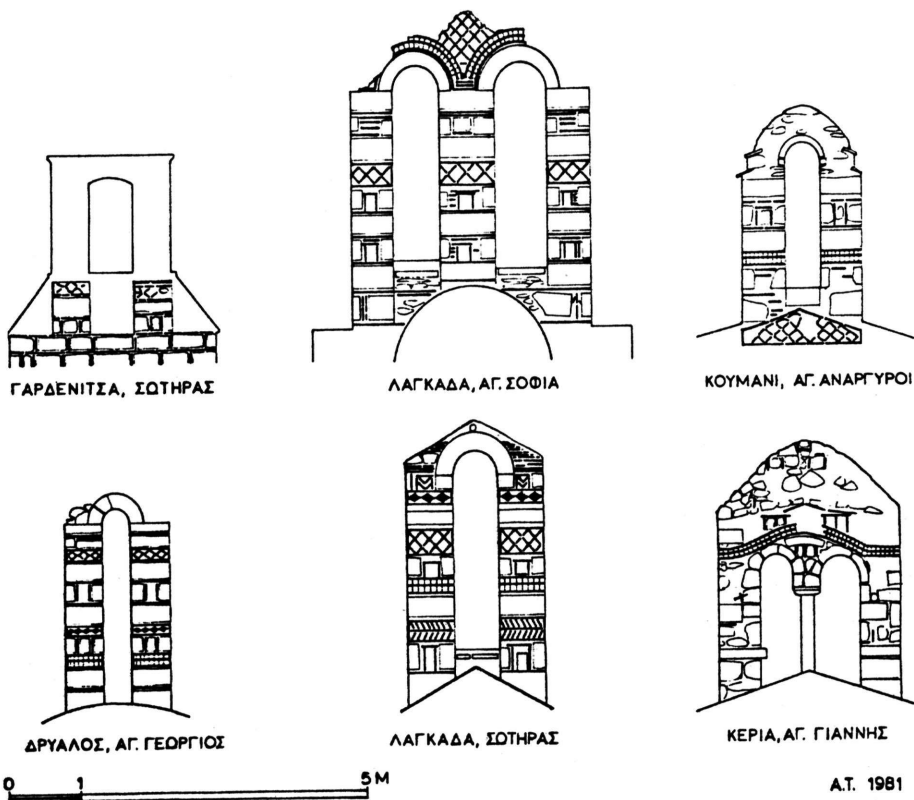 ΓΑΡΔΕΝΙΤΣΑ, ΣΩΤΗΡΑΣ
ΛΑΓΚΑΔΑ, ΑΓ. ΣΟΦΙΑ
ΚΟΥΜΑΝΙ, ΑΓ. ΑΝΑΡΓΥΡΟΙ
ΔΡΥΑΛΟΣ, ΑΓ. ΓΕΩΡΓΙΟΣ
ΛΑΓΚΑΔΑ, ΣΩΤΗΡΑΣ
ΚΕΡΙΑ, ΑΓ. ΓΙΑΝΝΗΣ
0 1 5 M
Α.Τ. 1981